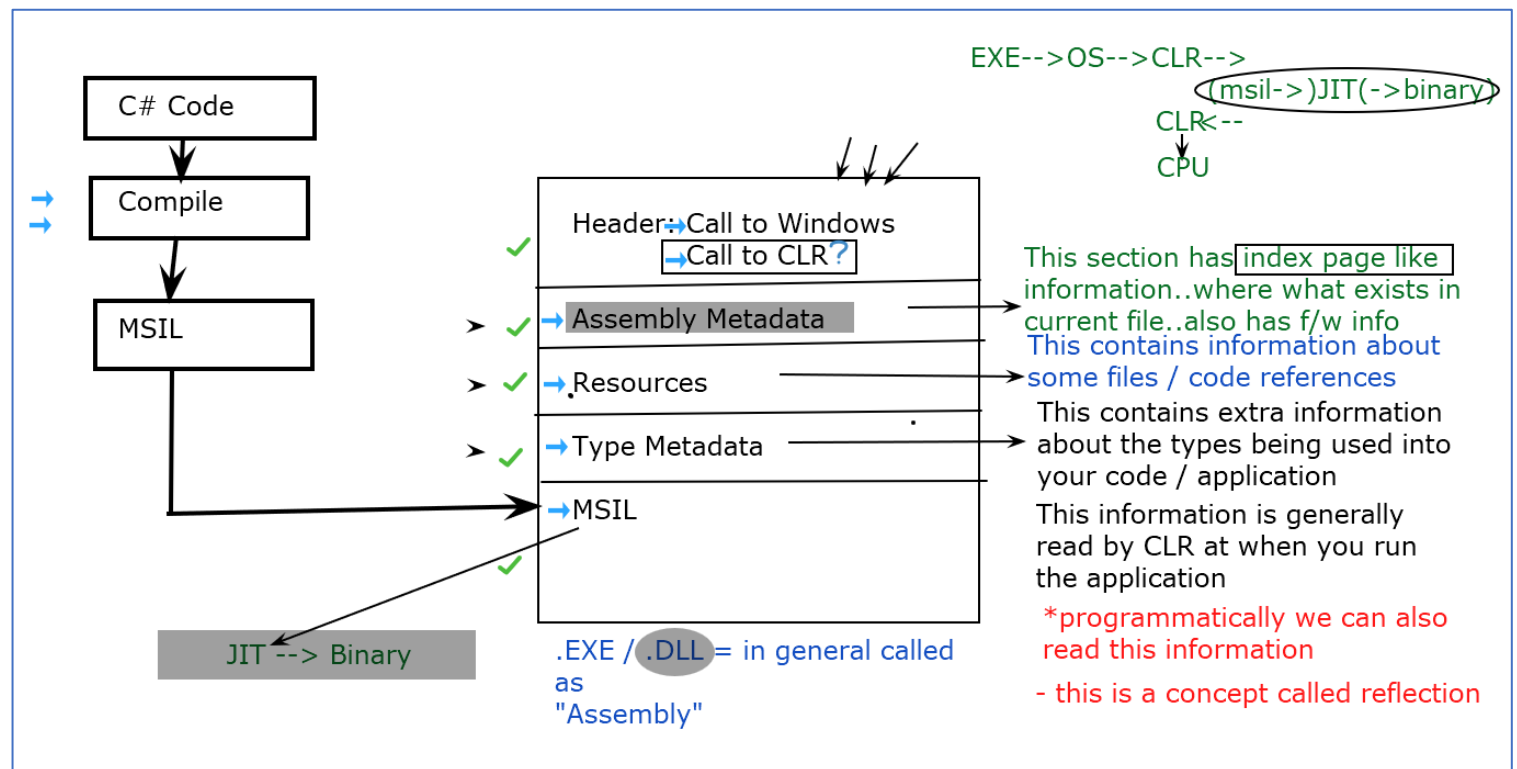 EXE-->OS-->CLR-->
(msil->)JIT(->binary)
CLR<--
CPU
C# Code
Compile
MSIL
Header: Call to Windows
Call to CLR?
Assembly Metadata
Resources
Type Metadata
MSIL
This section has index page like
information..where what exists in
current file..also has f/w info
This contains information about
some files / code references
This contains extra information
about the types being used into
your code / application
This information is generally
read by CLR at when you run
the application
*programmatically we can also
read this information
- this is a concept called reflection
JIT --> Binary
.EXE / .DLL = in general called
as
"Assembly"